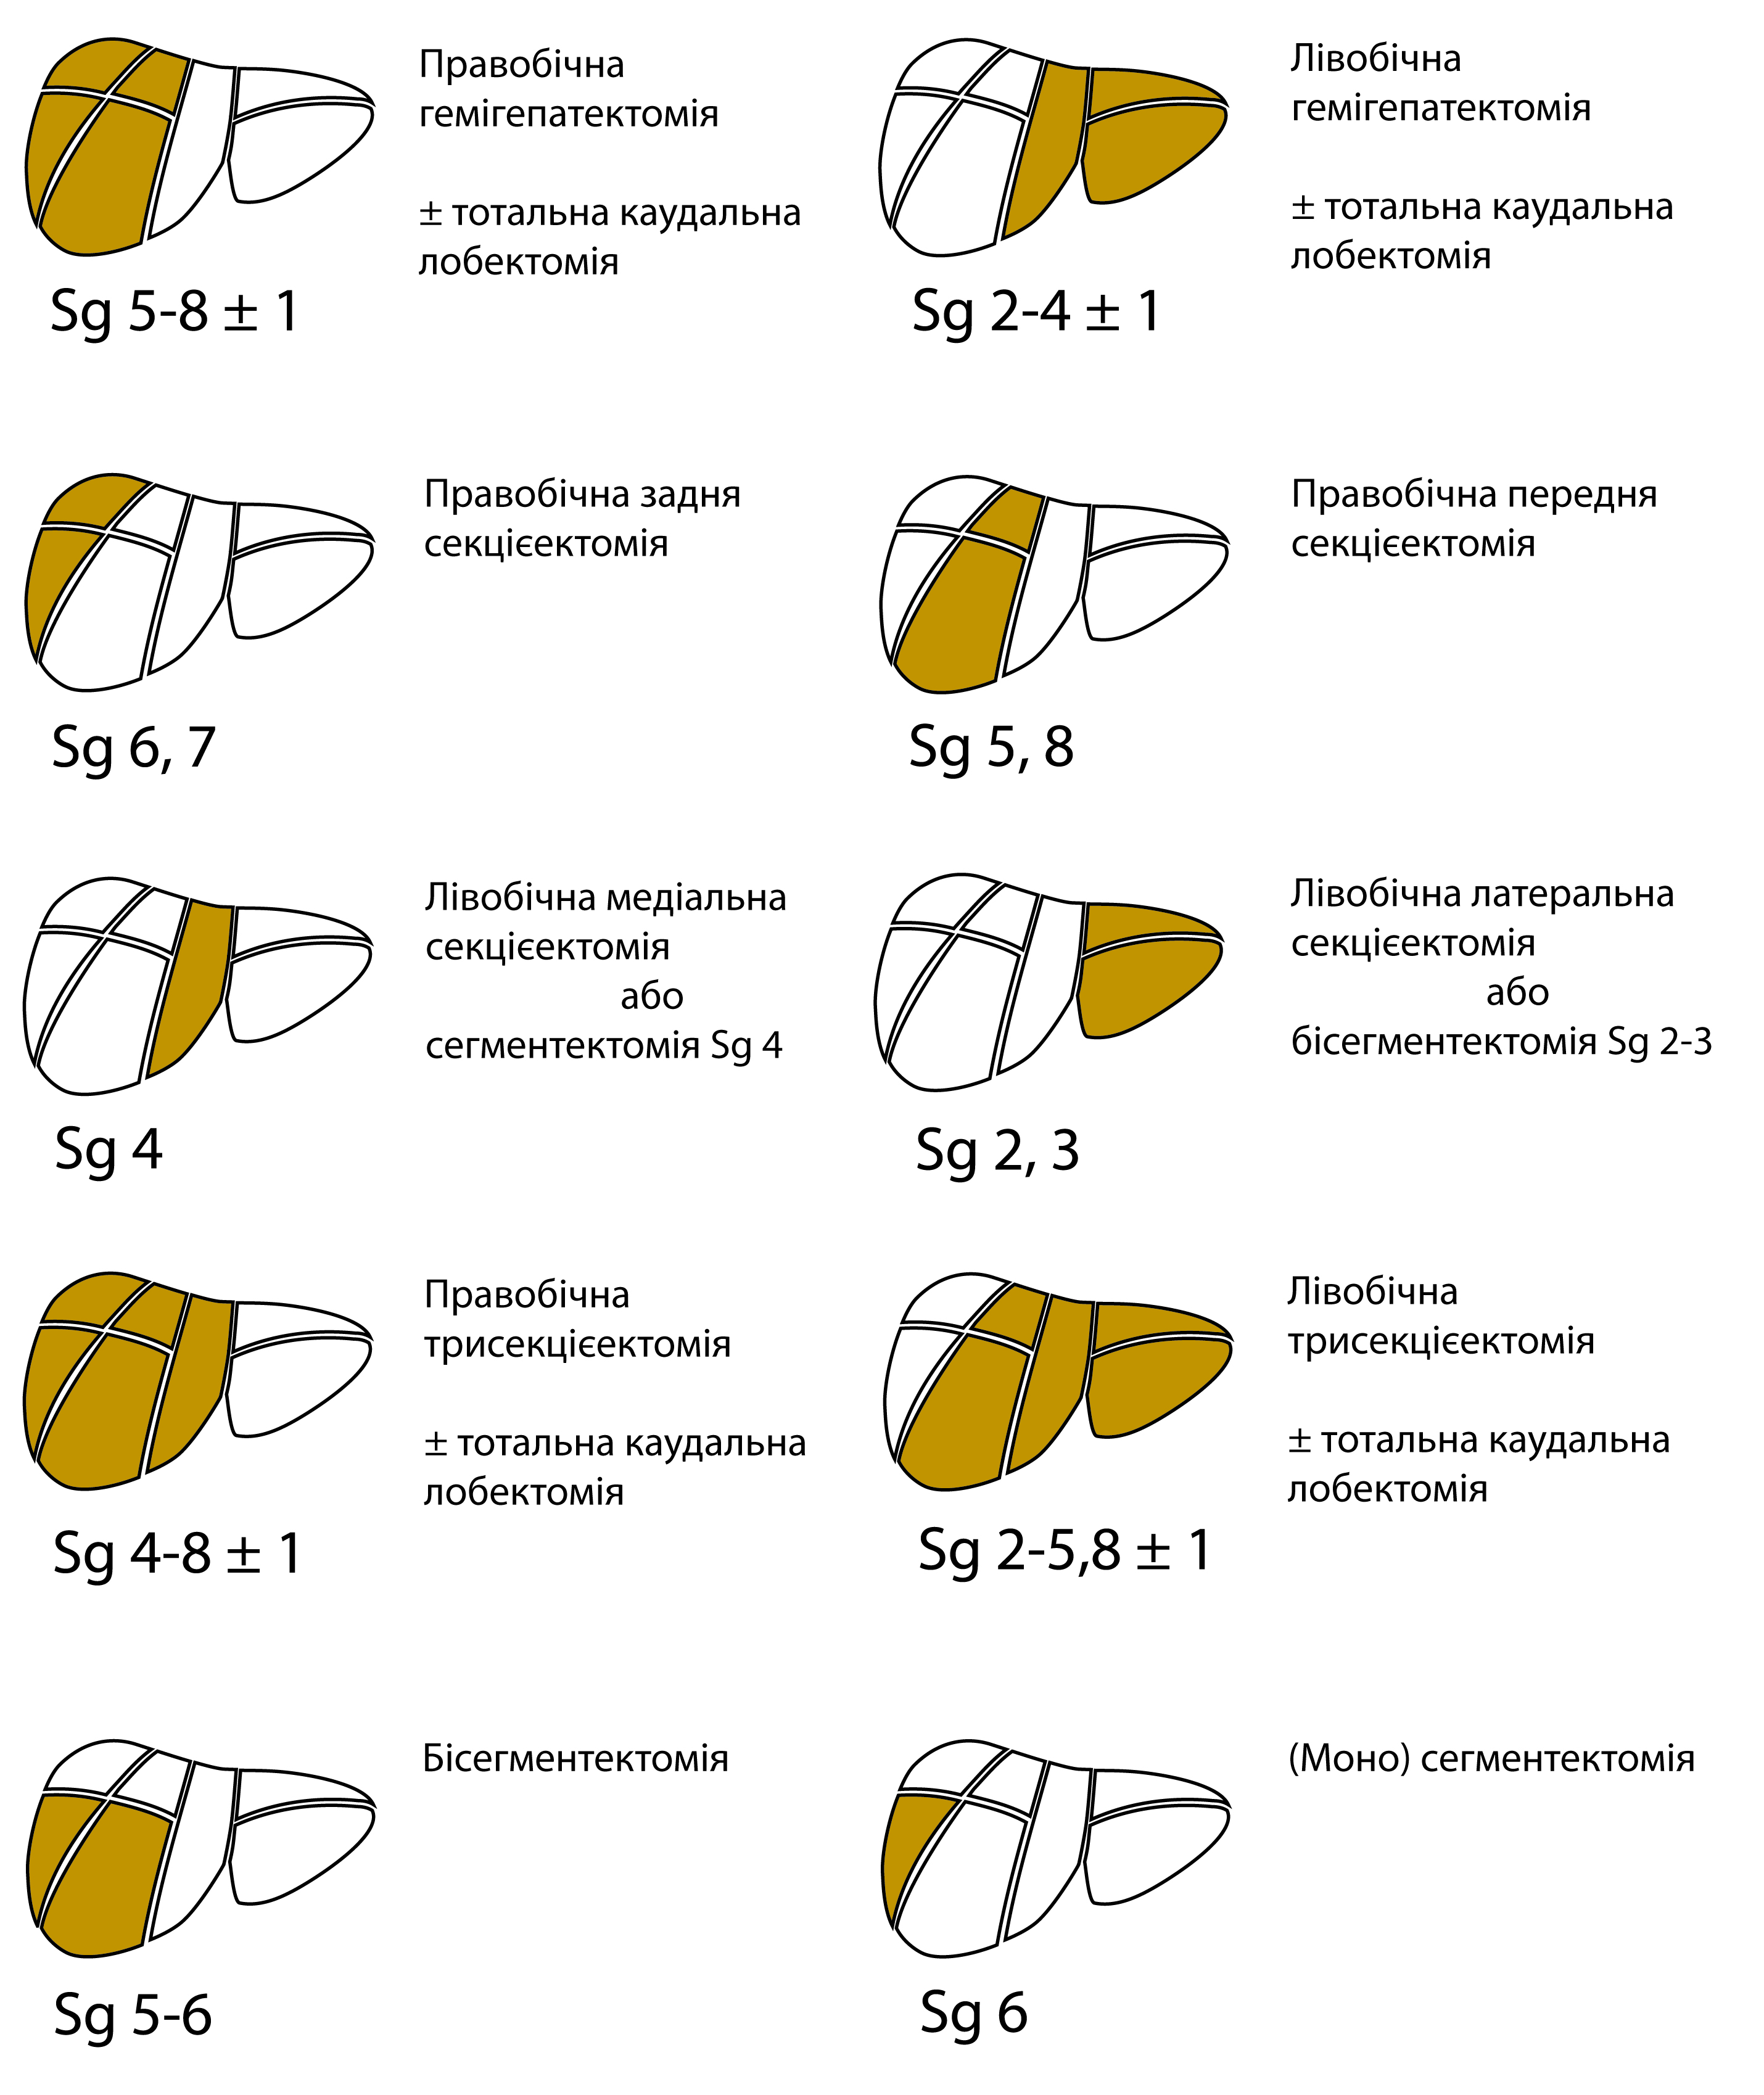 Правобічна
гемігепатектомія
± тотальна каудальна
лобектомія
Sg 5-8 ± 1
Лівобічна
гемігепатектомія
± тотальна каудальна
лобектомія
Sg 2-4 ± 1
Правобічна задня
секцієектомія
Sg 6, 7
Правобічна передня
секцієектомія
Sg 5, 8
Лівобічна медіальна
секцієектомія
або
сегментектомія Sg 4
Sg 4
Лівобічна латеральна
секцієектомія
або
бісегментектомія Sg 2-3
Sg 2, 3
Правобічна
трисекцієектомія
± тотальна каудальна
лобектомія
Sg 4-8 ± 1
Лівобічна
трисекцієектомія
± тотальна каудальна
лобектомія
Sg 2-5,8 ± 1
Бісегментектомія
Sg 5-6
(Моно) сегментектомія
Sg 6